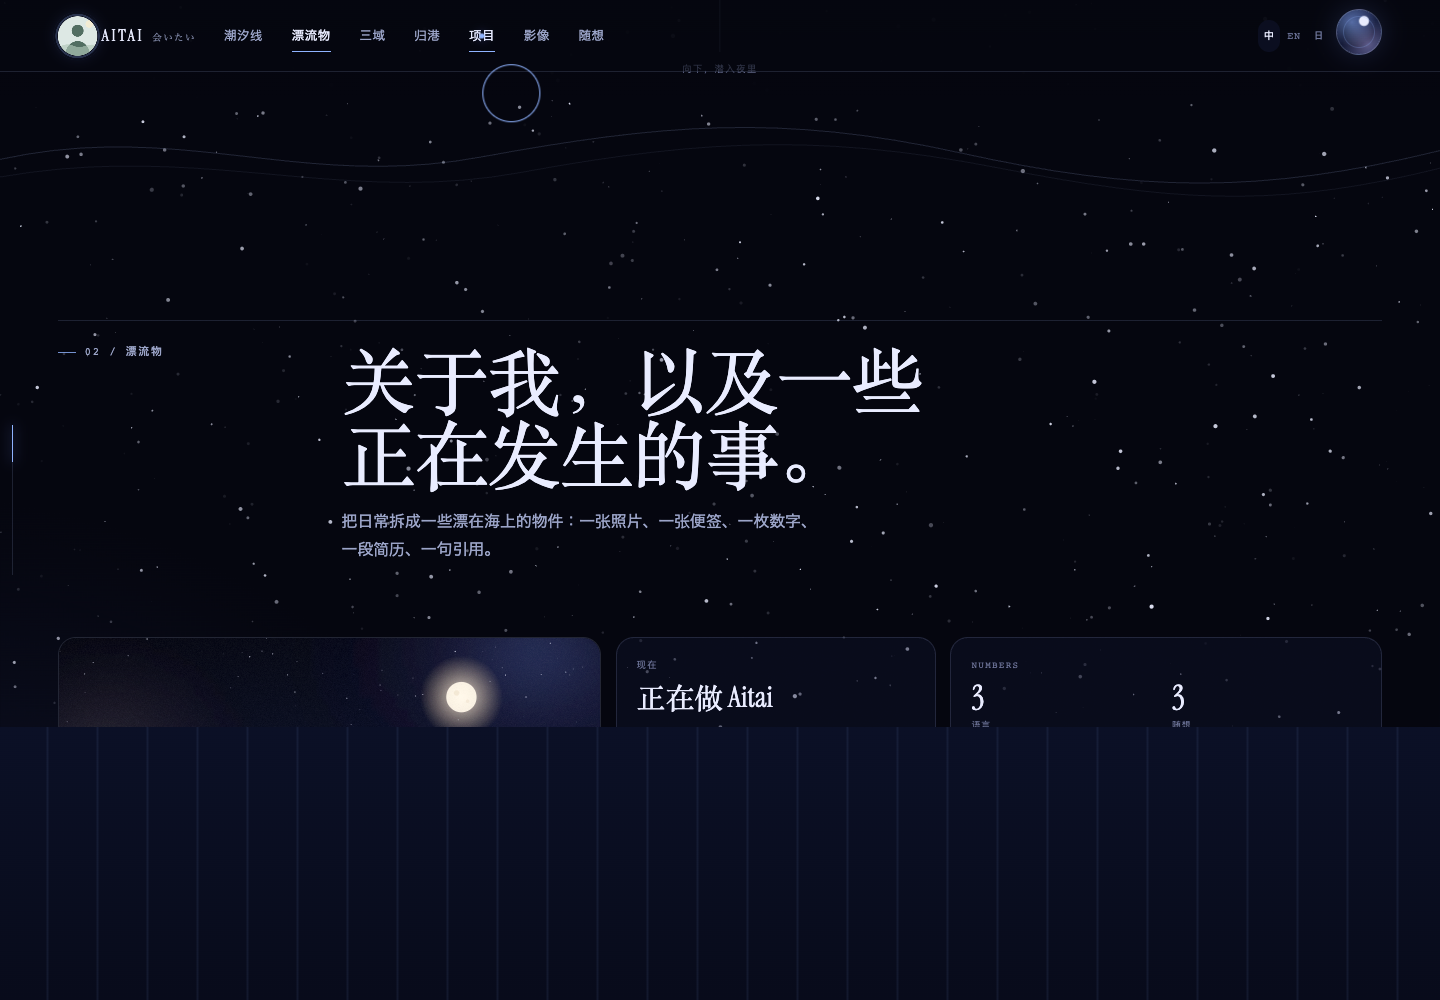 AITAI 会いたい 潮汐线 漂流物 三域 归港 项目 影像 随想 中 EN 日
向下，潜入夜里
02 / 漂流物
关于我，以及一些
正在发生的事。
把日常拆成一些漂在海上的物件：一张照片、一张便签、一枚数字、
一段简历、一句引用。
现在
正在做 Aitai
NUMBERS
3 3
语言 随想